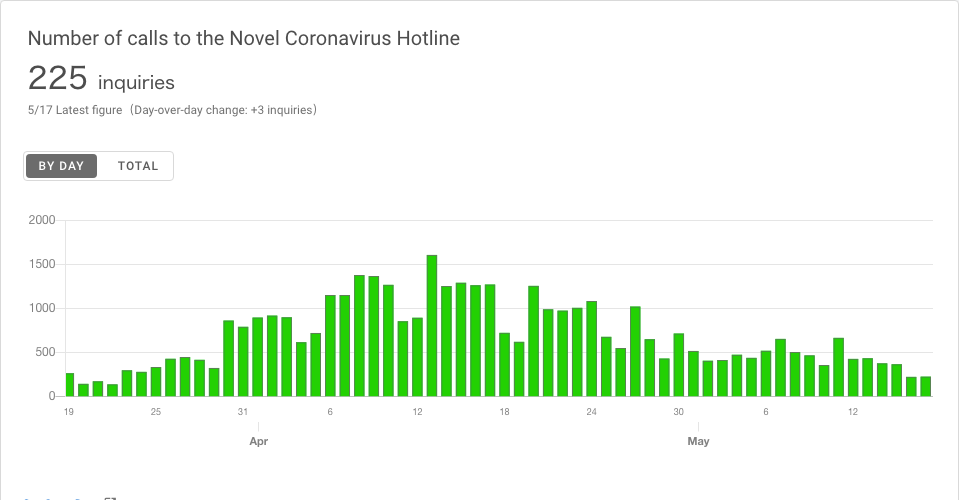 Number of calls to the Novel Coronavirus Hotline
225 inquiries
5/17 Latest figure（Day-over-day change: +3 inquiries）
BY DAY TOTAL
2000
1500
1000
500
0
19 25 31 6 12 18 24 30 6 12
Apr May